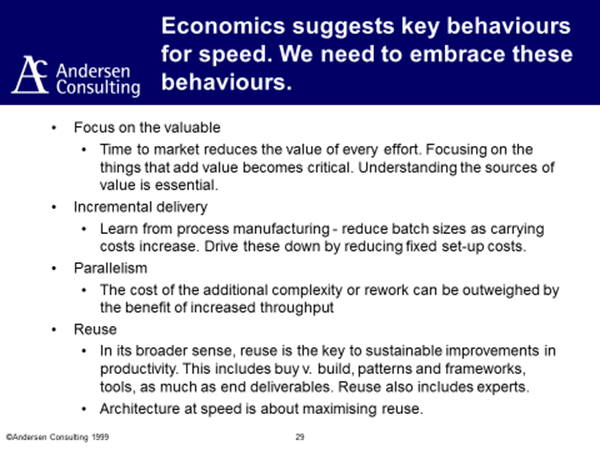 Economics suggests key behaviours
for speed. We need to embrace these
behaviours.
Ac Andersen
Consulting
• Focus on the valuable
• Time to market reduces the value of every effort. Focusing on the
things that add value becomes critical. Understanding the sources of
value is essential.
• Incremental delivery
• Learn from process manufacturing - reduce batch sizes as carrying
costs increase. Drive these down by reducing fixed set-up costs.
• Parallelism
• The cost of the additional complexity or rework can be outweighed by
the benefit of increased throughput
• Reuse
• In its broader sense, reuse is the key to sustainable improvements in
productivity. This includes buy v. build, patterns and frameworks,
tools, as much as end deliverables. Reuse also includes experts.
• Architecture at speed is about maximising reuse.
©Andersen Consulting 1999 29